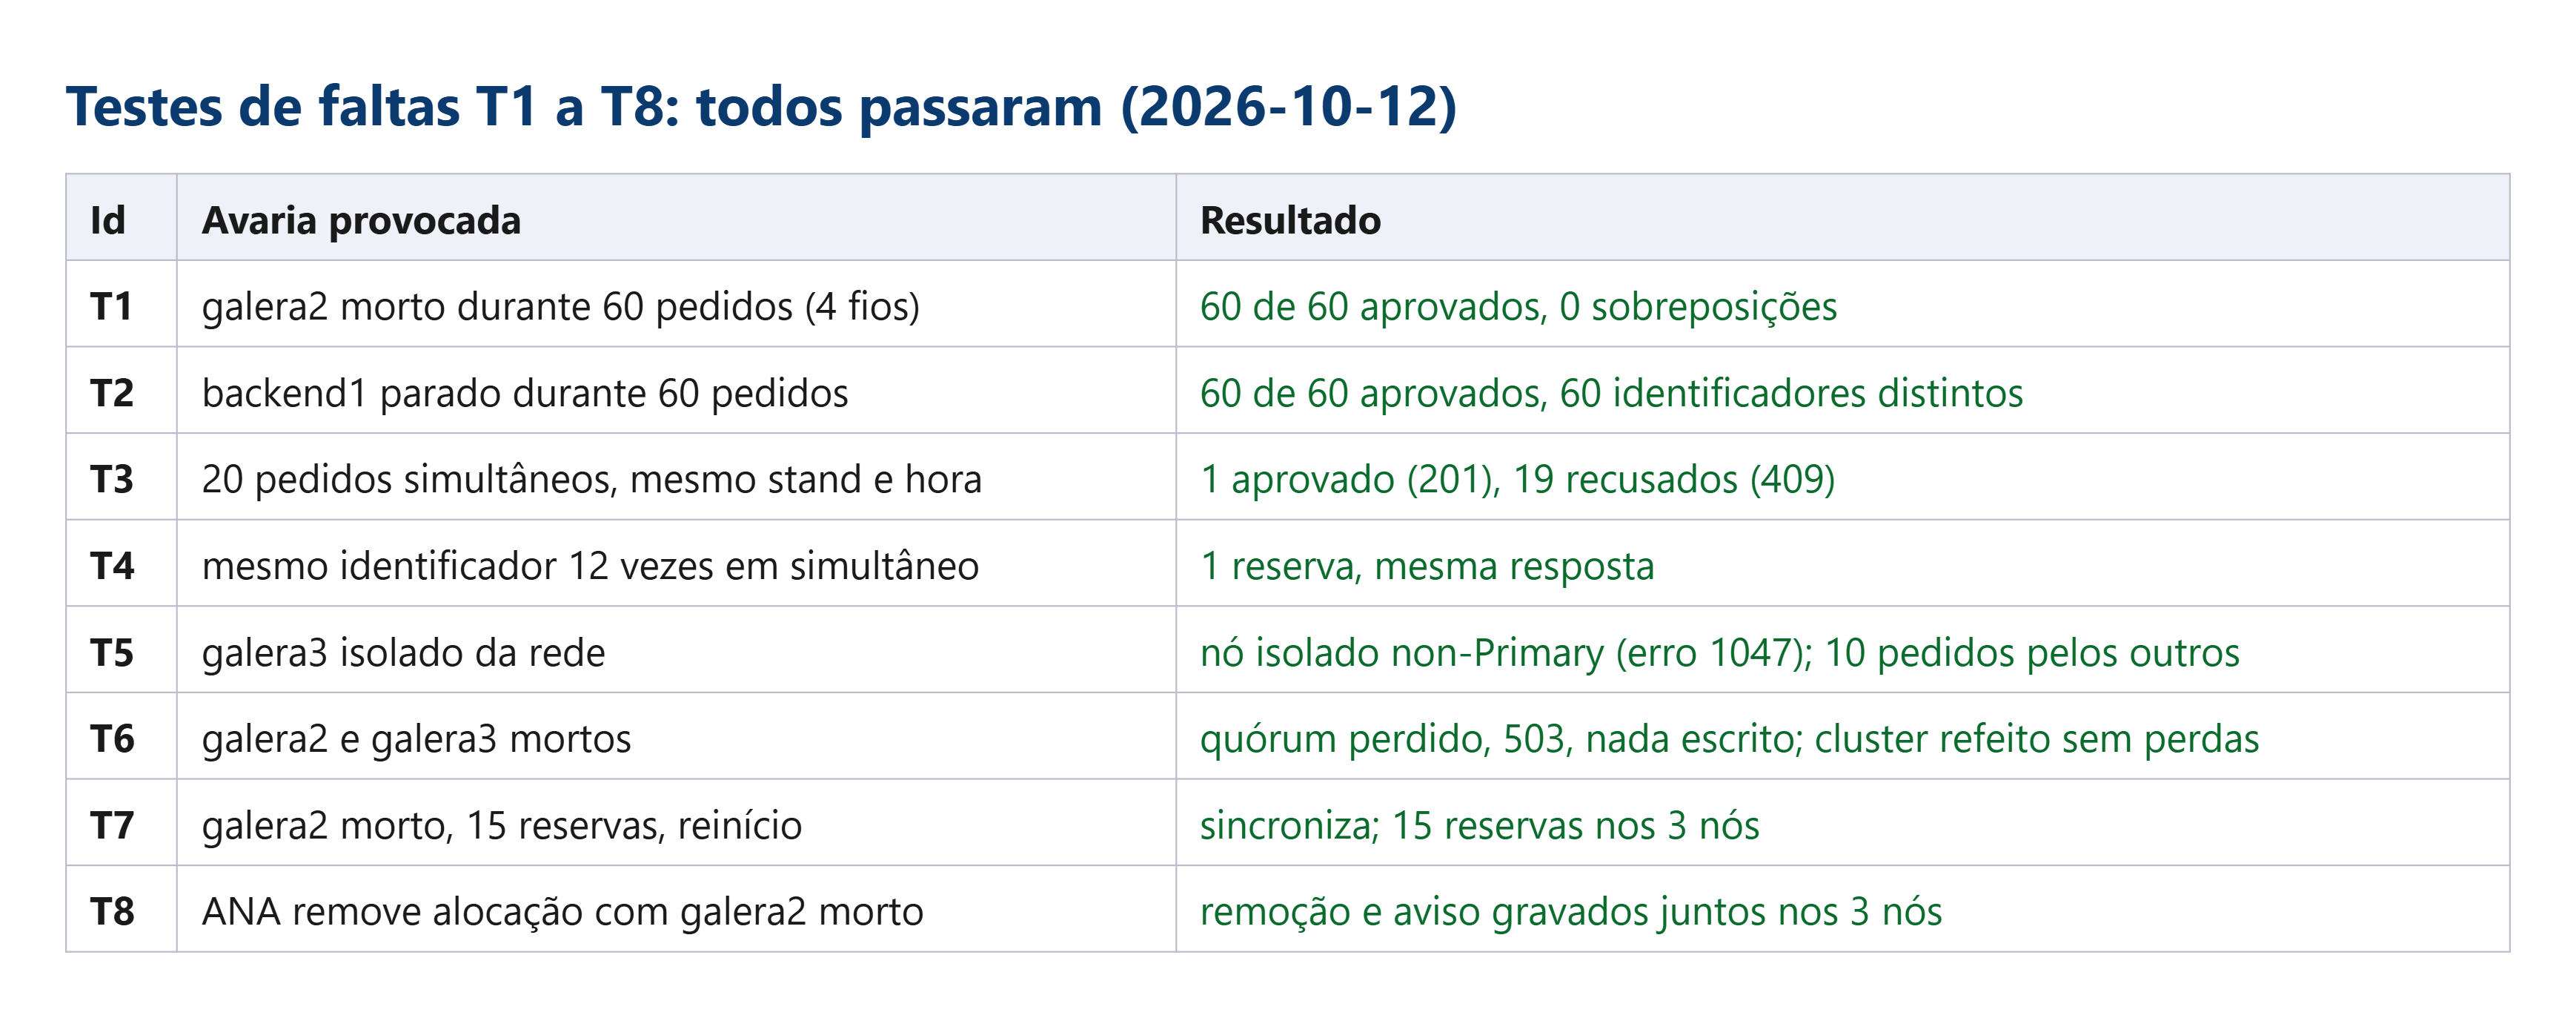 Testes de faltas T1 a T8: todos passaram (2026-10-12)
Id Avaria provocada Resultado
T1 galera2 morto durante 60 pedidos (4 fios) 60 de 60 aprovados, 0 sobreposições
T2 backend1 parado durante 60 pedidos 60 de 60 aprovados, 60 identificadores distintos
T3 20 pedidos simultâneos, mesmo stand e hora 1 aprovado (201), 19 recusados (409)
T4 mesmo identificador 12 vezes em simultâneo 1 reserva, mesma resposta
T5 galera3 isolado da rede nó isolado non-Primary (erro 1047); 10 pedidos pelos outros
T6 galera2 e galera3 mortos quórum perdido, 503, nada escrito; cluster refeito sem perdas
T7 galera2 morto, 15 reservas, reinício sincroniza; 15 reservas nos 3 nós
T8 ANA remove alocação com galera2 morto remoção e aviso gravados juntos nos 3 nós